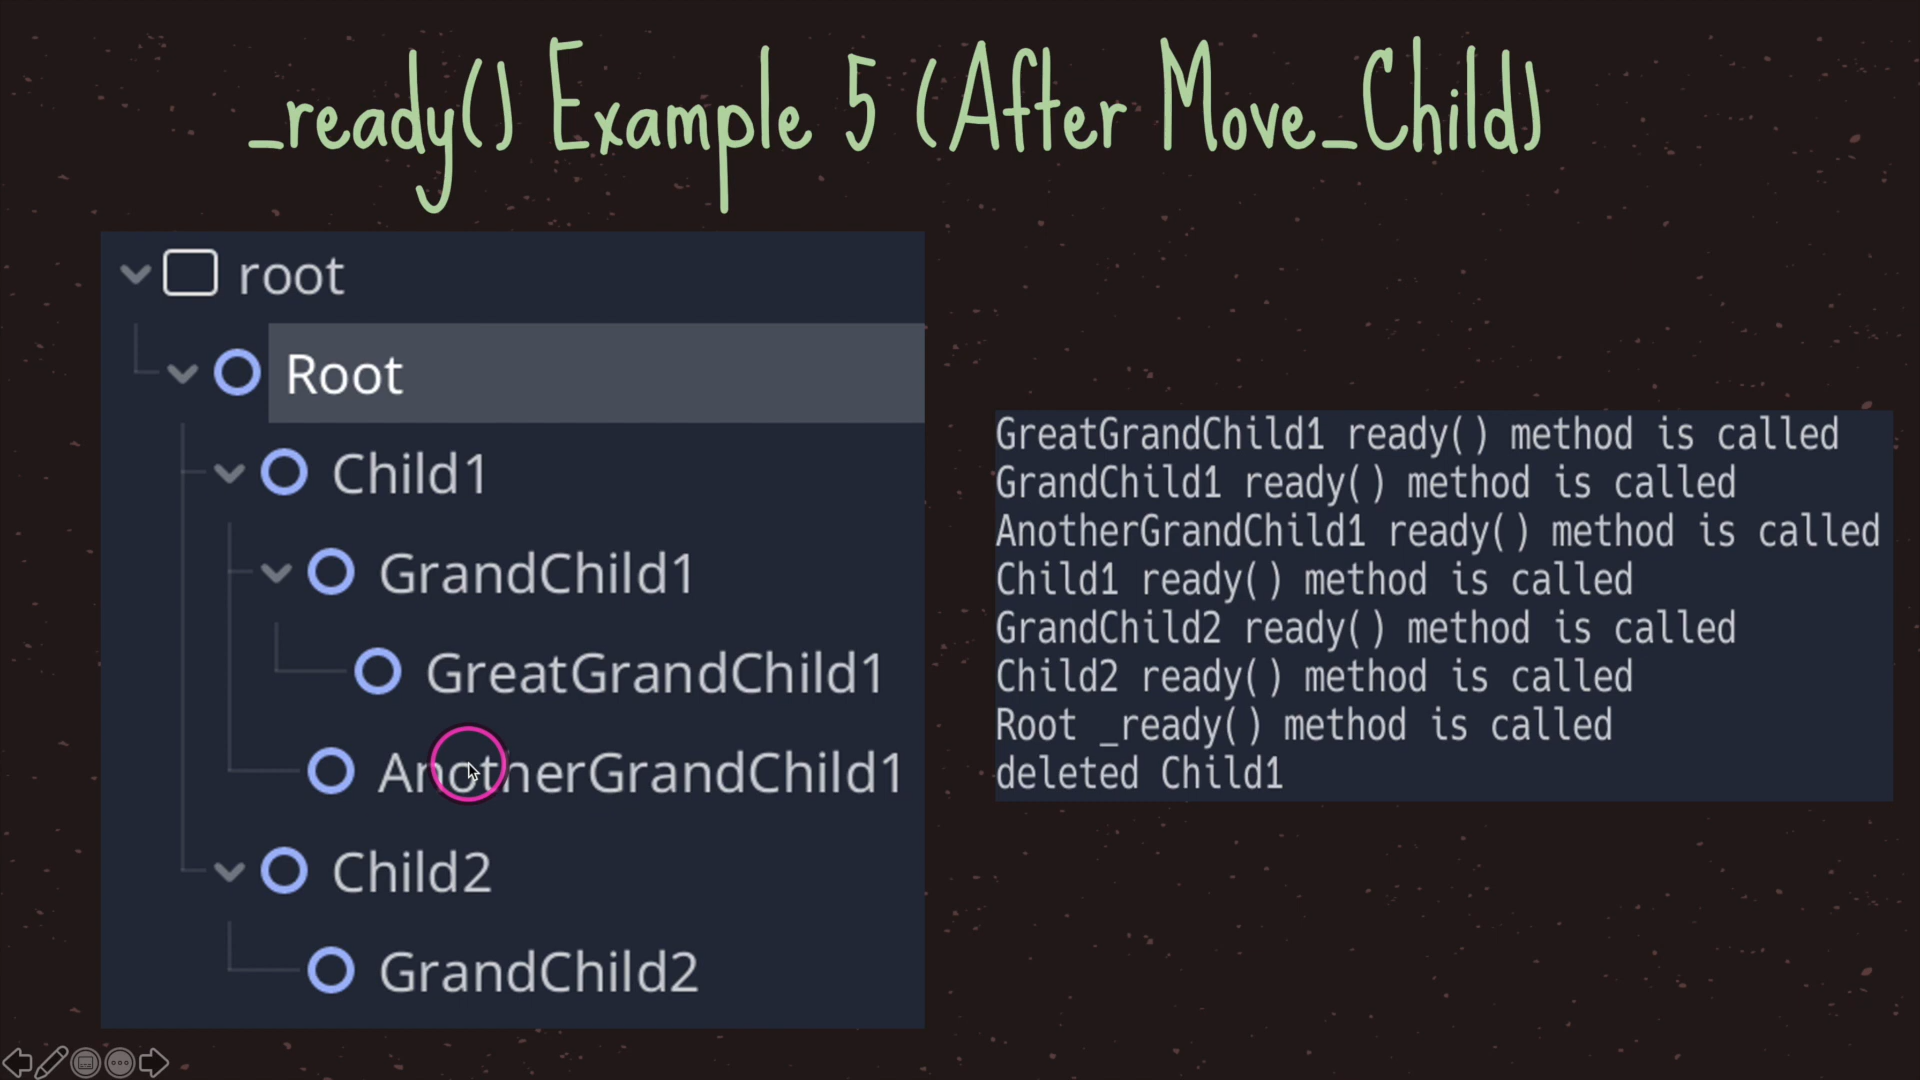 _ready() Example 5 (After Move_Child)
root
Root
Child1
GrandChild1
GreatGrandChild1
AnotherGrandChild1
Child2
GrandChild2
GreatGrandChild1 ready() method is called
GrandChild1 ready() method is called
AnotherGrandChild1 ready() method is called
Child1 ready() method is called
GrandChild2 ready() method is called
Child2 ready() method is called
Root _ready() method is called
deleted Child1